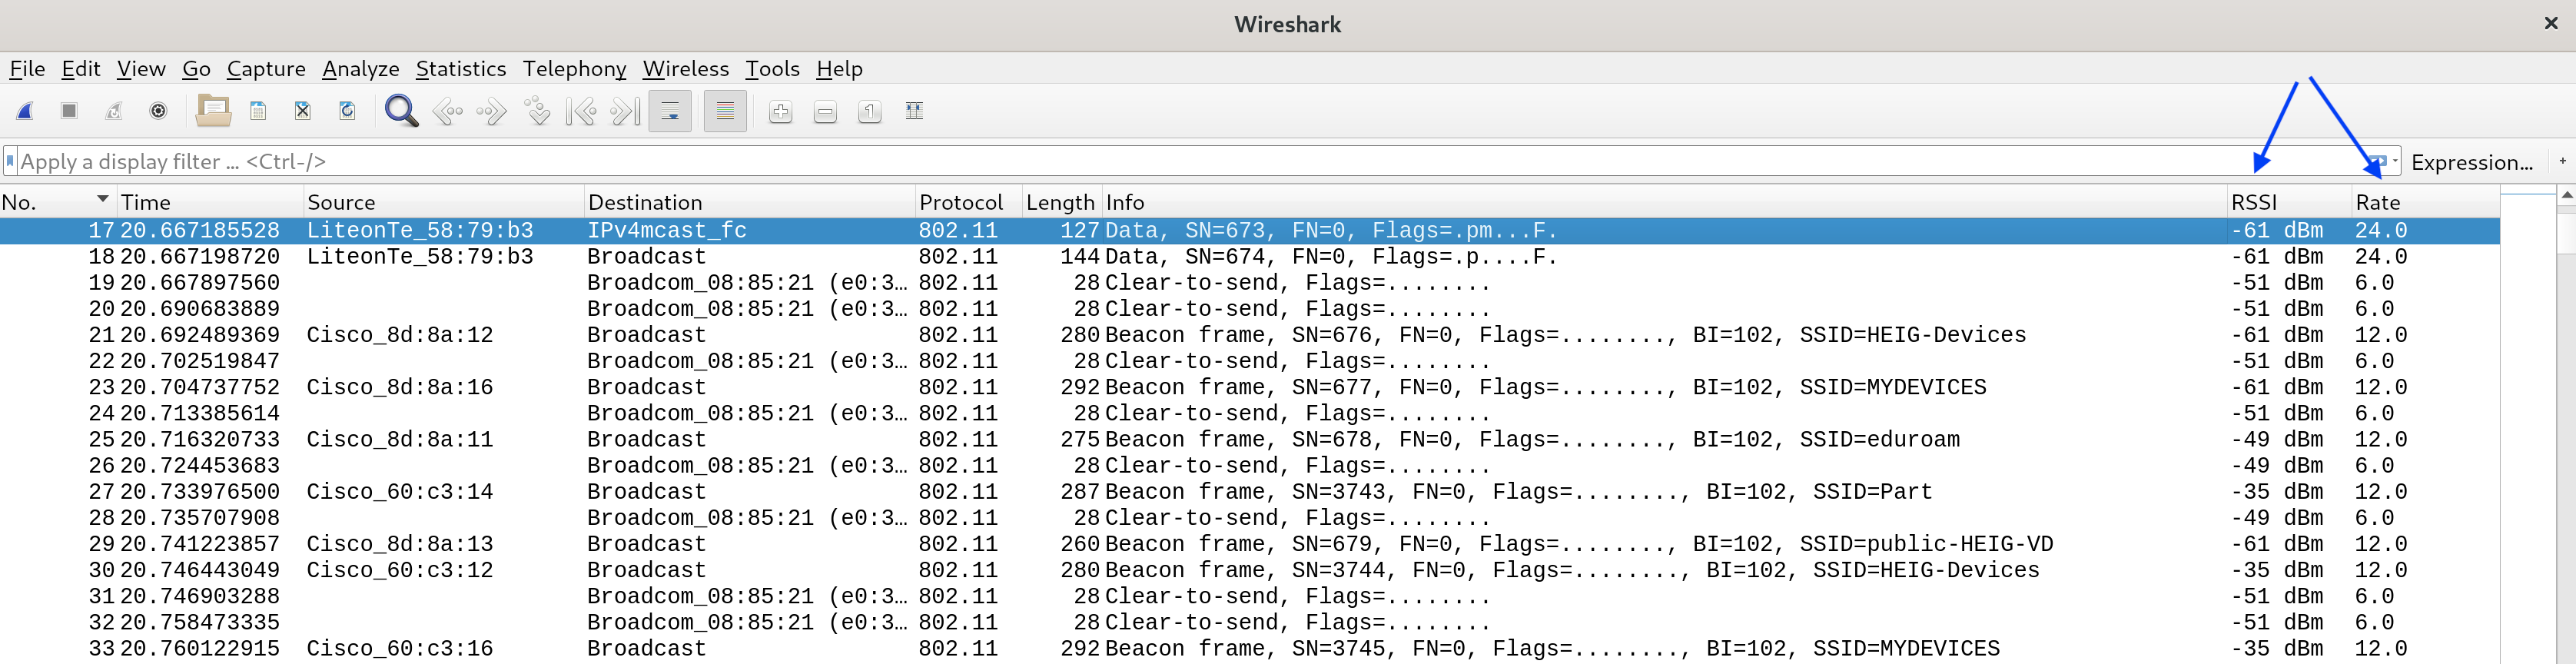 Wireshark
File Edit View Go Capture Analyze Statistics Telephony Wireless Tools Help
Apply a display filter ... <Ctrl-/> Expression... +
No. Time Source Destination Protocol Length Info RSSI Rate
17 20.667185528 LiteonTe_58:79:b3 IPv4mcast_fc 802.11 127 Data, SN=673, FN=0, Flags=.pm...F. -61 dBm 24.0
18 20.667198720 LiteonTe_58:79:b3 Broadcast 802.11 144 Data, SN=674, FN=0, Flags=.p....F. -61 dBm 24.0
19 20.667897560 Broadcom_08:85:21 (e0:3… 802.11 28 Clear-to-send, Flags=........ -51 dBm 6.0
20 20.690683889 Broadcom_08:85:21 (e0:3… 802.11 28 Clear-to-send, Flags=........ -51 dBm 6.0
21 20.692489369 Cisco_8d:8a:12 Broadcast 802.11 280 Beacon frame, SN=676, FN=0, Flags=........, BI=102, SSID=HEIG-Devices -61 dBm 12.0
22 20.702519847 Broadcom_08:85:21 (e0:3… 802.11 28 Clear-to-send, Flags=........ -51 dBm 6.0
23 20.704737752 Cisco_8d:8a:16 Broadcast 802.11 292 Beacon frame, SN=677, FN=0, Flags=........, BI=102, SSID=MYDEVICES -61 dBm 12.0
24 20.713385614 Broadcom_08:85:21 (e0:3… 802.11 28 Clear-to-send, Flags=........ -51 dBm 6.0
25 20.716320733 Cisco_8d:8a:11 Broadcast 802.11 275 Beacon frame, SN=678, FN=0, Flags=........, BI=102, SSID=eduroam -49 dBm 12.0
26 20.724453683 Broadcom_08:85:21 (e0:3… 802.11 28 Clear-to-send, Flags=........ -49 dBm 6.0
27 20.733976500 Cisco_60:c3:14 Broadcast 802.11 287 Beacon frame, SN=3743, FN=0, Flags=........, BI=102, SSID=Part -35 dBm 12.0
28 20.735707908 Broadcom_08:85:21 (e0:3… 802.11 28 Clear-to-send, Flags=........ -49 dBm 6.0
29 20.741223857 Cisco_8d:8a:13 Broadcast 802.11 260 Beacon frame, SN=679, FN=0, Flags=........, BI=102, SSID=public-HEIG-VD -61 dBm 12.0
30 20.746443049 Cisco_60:c3:12 Broadcast 802.11 280 Beacon frame, SN=3744, FN=0, Flags=........, BI=102, SSID=HEIG-Devices -35 dBm 12.0
31 20.746903288 Broadcom_08:85:21 (e0:3… 802.11 28 Clear-to-send, Flags=........ -51 dBm 6.0
32 20.758473335 Broadcom_08:85:21 (e0:3… 802.11 28 Clear-to-send, Flags=........ -51 dBm 6.0
33 20.760122915 Cisco_60:c3:16 Broadcast 802.11 292 Beacon frame, SN=3745, FN=0, Flags=........, BI=102, SSID=MYDEVICES -35 dBm 12.0